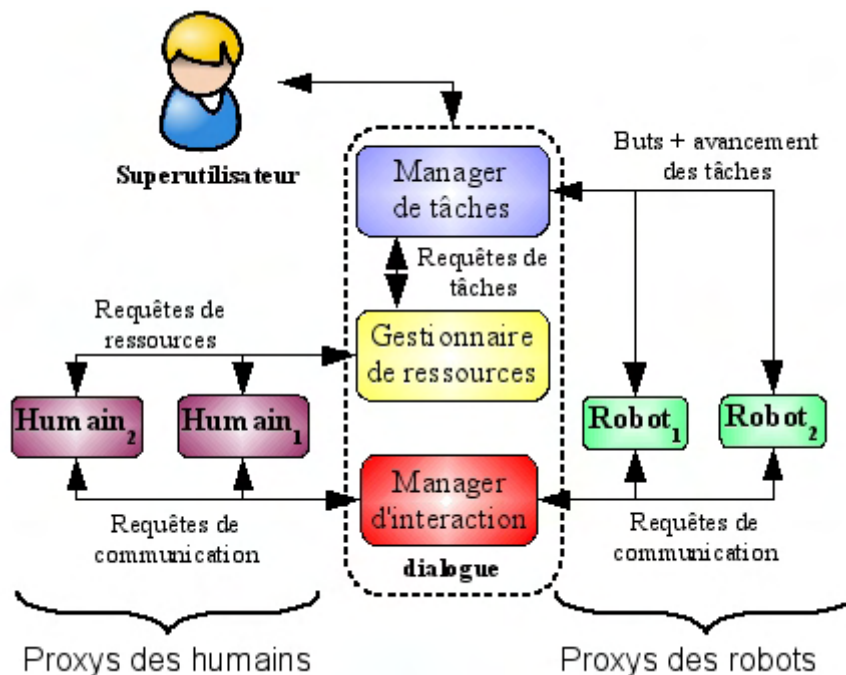 Superutilisateur
Manager
de tâches
Buts + avancement
des tâches
Requêtes de
tâches
Requêtes de
ressources
Gestionnaire
de ressources
Humain2
Humain1
Robot1
Robot2
Manager
d'interaction
Requêtes de
communication
dialogue
Requêtes de
communication
Proxys des humains
Proxys des robots